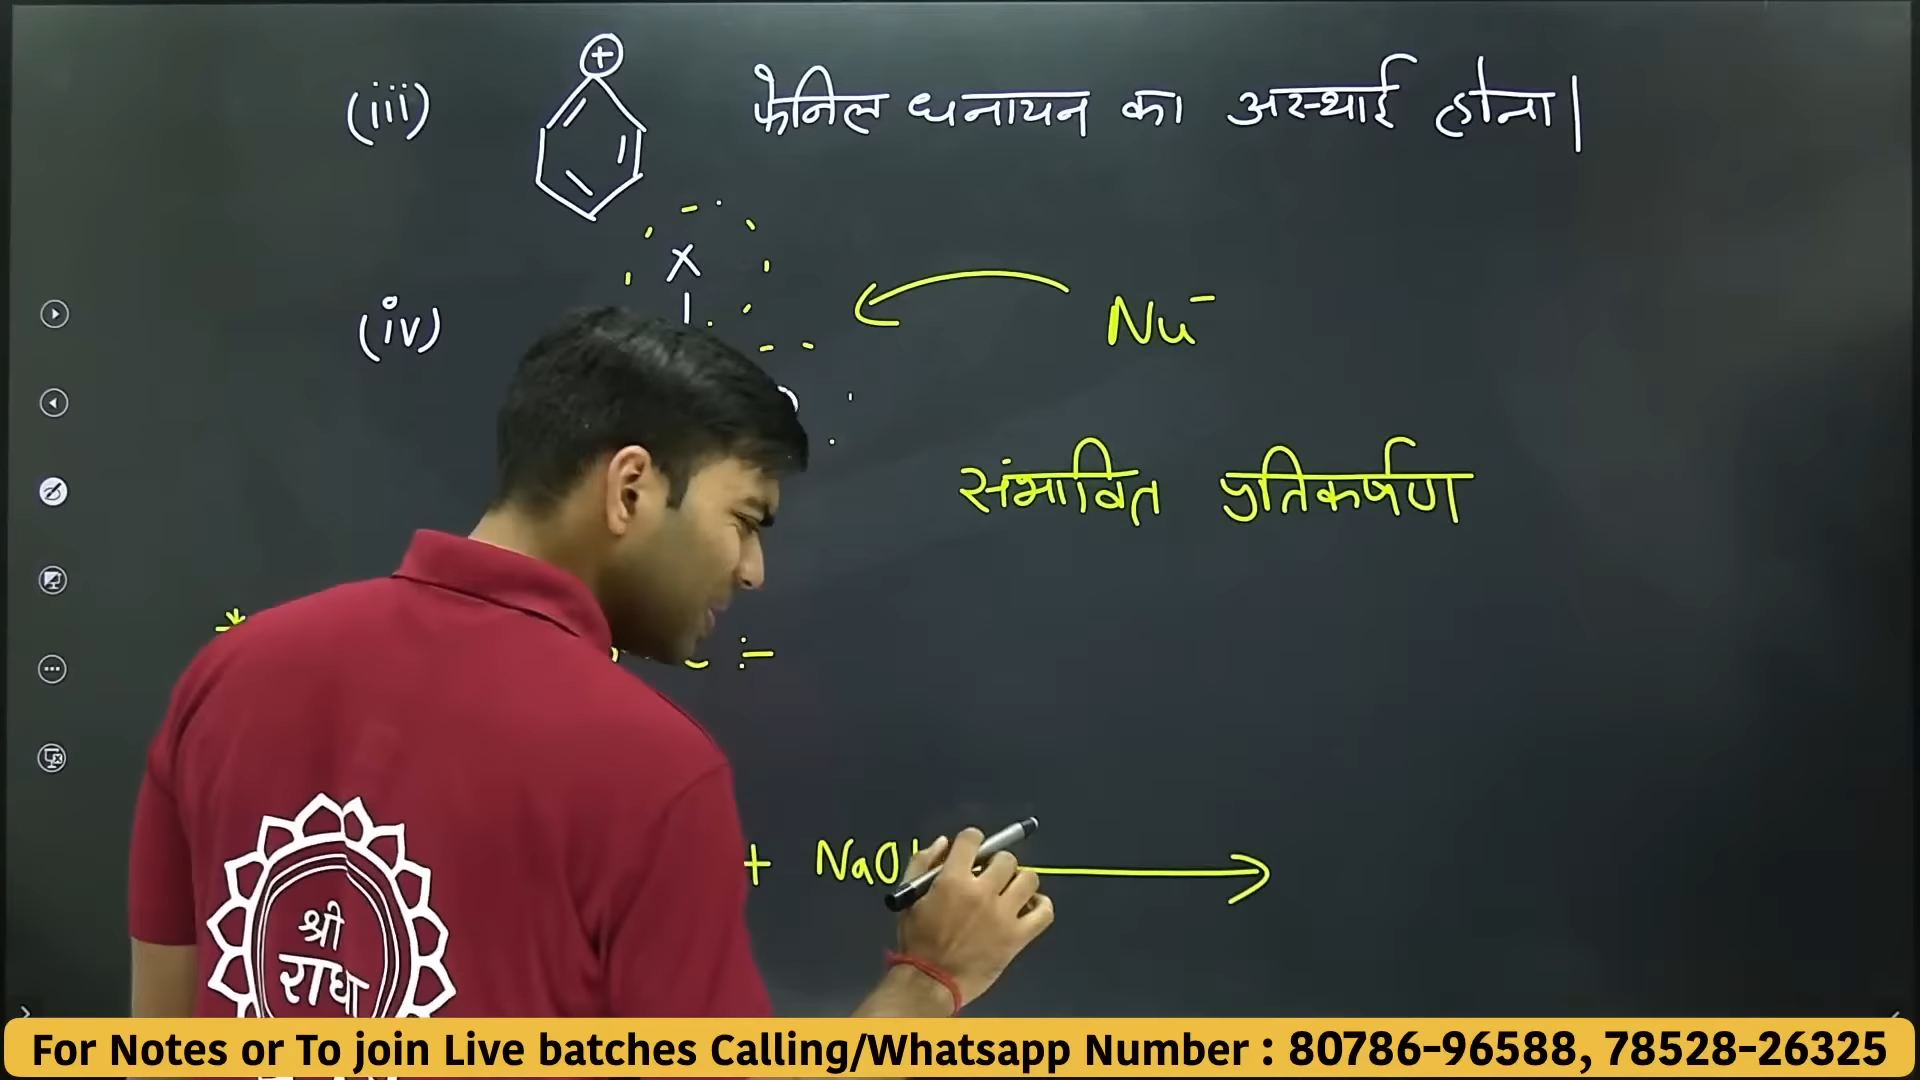 (iii) + फेनिल धनायन का अस्थाई होना|
X
(iv) Nu⁻
संभावित प्रतिकर्षण
*
:-
+ NaO
श्री
राधा
For Notes or To join Live batches Calling/Whatsapp Number : 80786-96588, 78528-26325